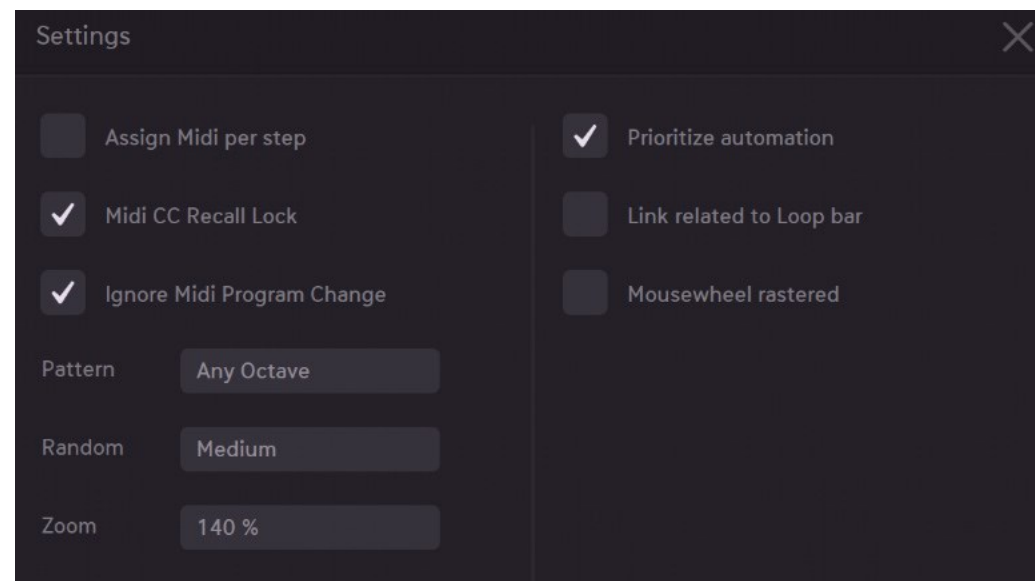 Settings
Assign Midi per step
Midi CC Recall Lock
Ignore Midi Program Change
Pattern Any Octave
Random Medium
Zoom 140 %
Prioritize automation
Link related to Loop bar
Mousewheel rastered